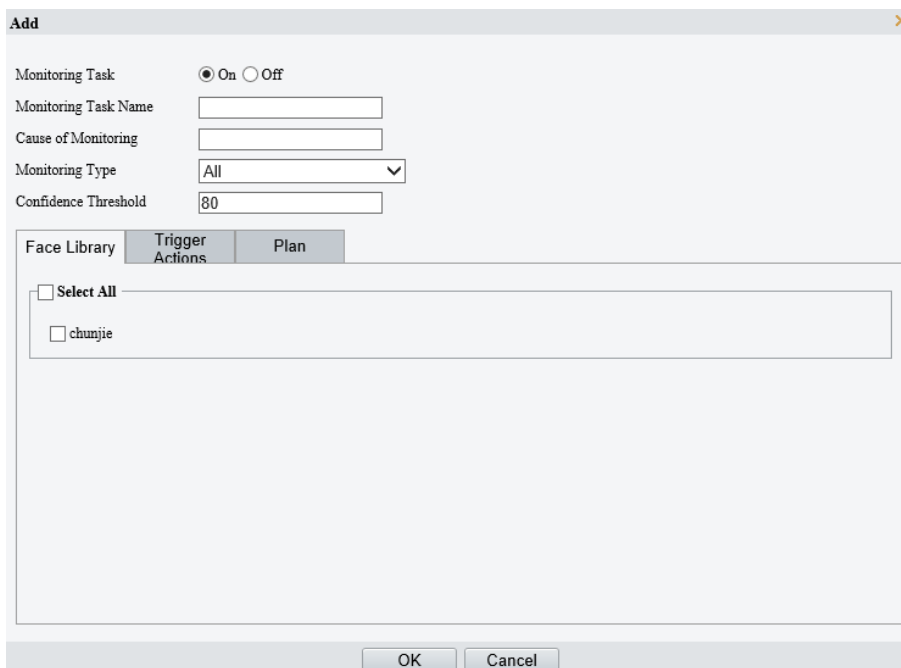 Add
Monitoring Task On Off
Monitoring Task Name
Cause of Monitoring
Monitoring Type All
Confidence Threshold 80
Face Library Trigger Actions Plan
Select All
chunjie
OK Cancel